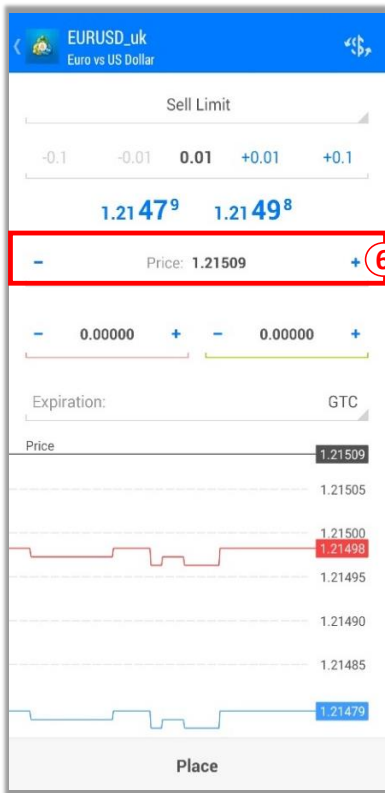 EURUSD_uk
Euro vs US Dollar
Sell Limit
-0.1 -0.01 0.01 +0.01 +0.1
1.21479 1.21498
- Price: 1.21509 + 6
- 0.00000 + - 0.00000 +
Expiration: GTC
Price
1.21509
1.21505
1.21500
1.21498
1.21495
1.21490
1.21485
1.21479
Place